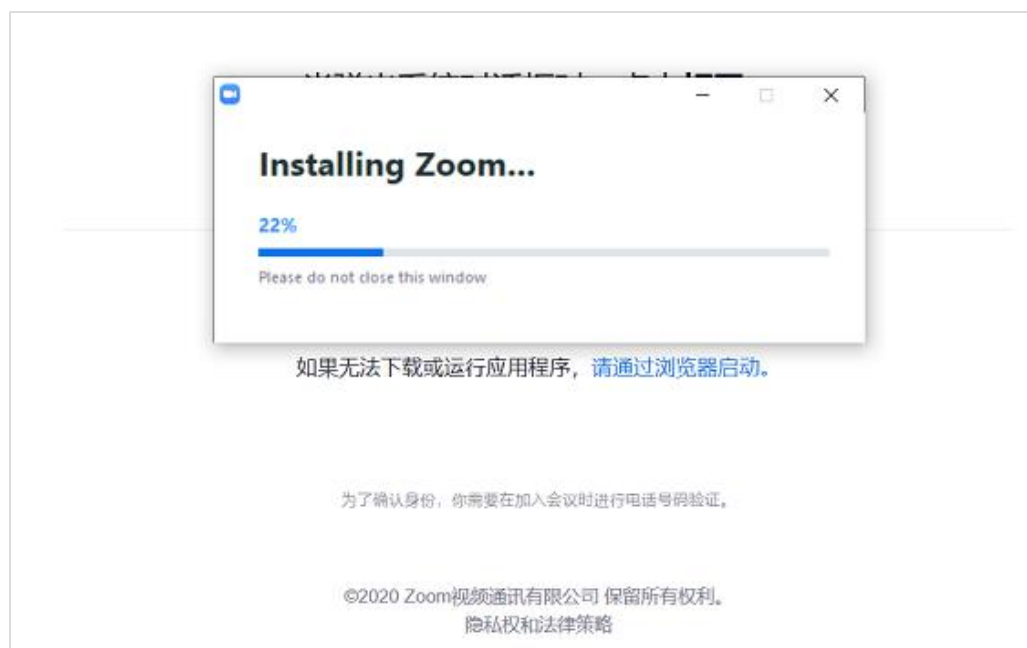 Installing Zoom...
22%
Please do not close this window
如果无法下载或运行应用程序，请通过浏览器启动。
为了确认身份，你需要在加入会议时进行电话号码验证。
©2020 Zoom视频通讯有限公司 保留所有权利。
隐私权和法律策略